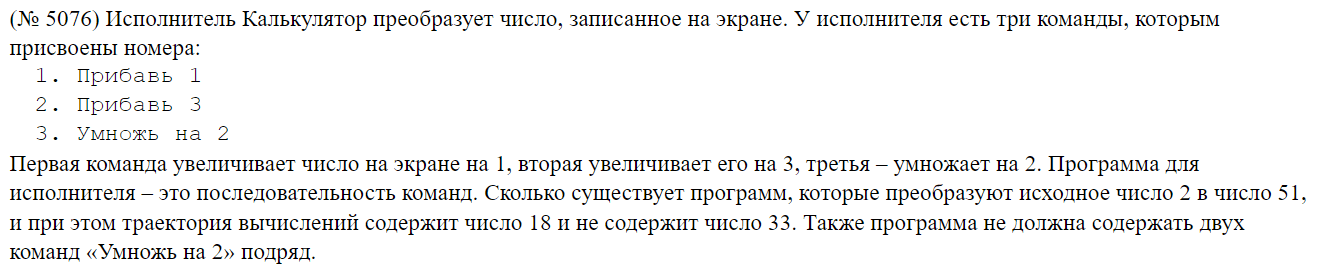 (№ 5076) Исполнитель Калькулятор преобразует число, записанное на экране. У исполнителя есть три команды, которым
присвоены номера:
1. Прибавь 1
2. Прибавь 3
3. Умножь на 2
Первая команда увеличивает число на экране на 1, вторая увеличивает его на 3, третья – умножает на 2. Программа для
исполнителя – это последовательность команд. Сколько существует программ, которые преобразуют исходное число 2 в число 51,
и при этом траектория вычислений содержит число 18 и не содержит число 33. Также программа не должна содержать двух
команд «Умножь на 2» подряд.